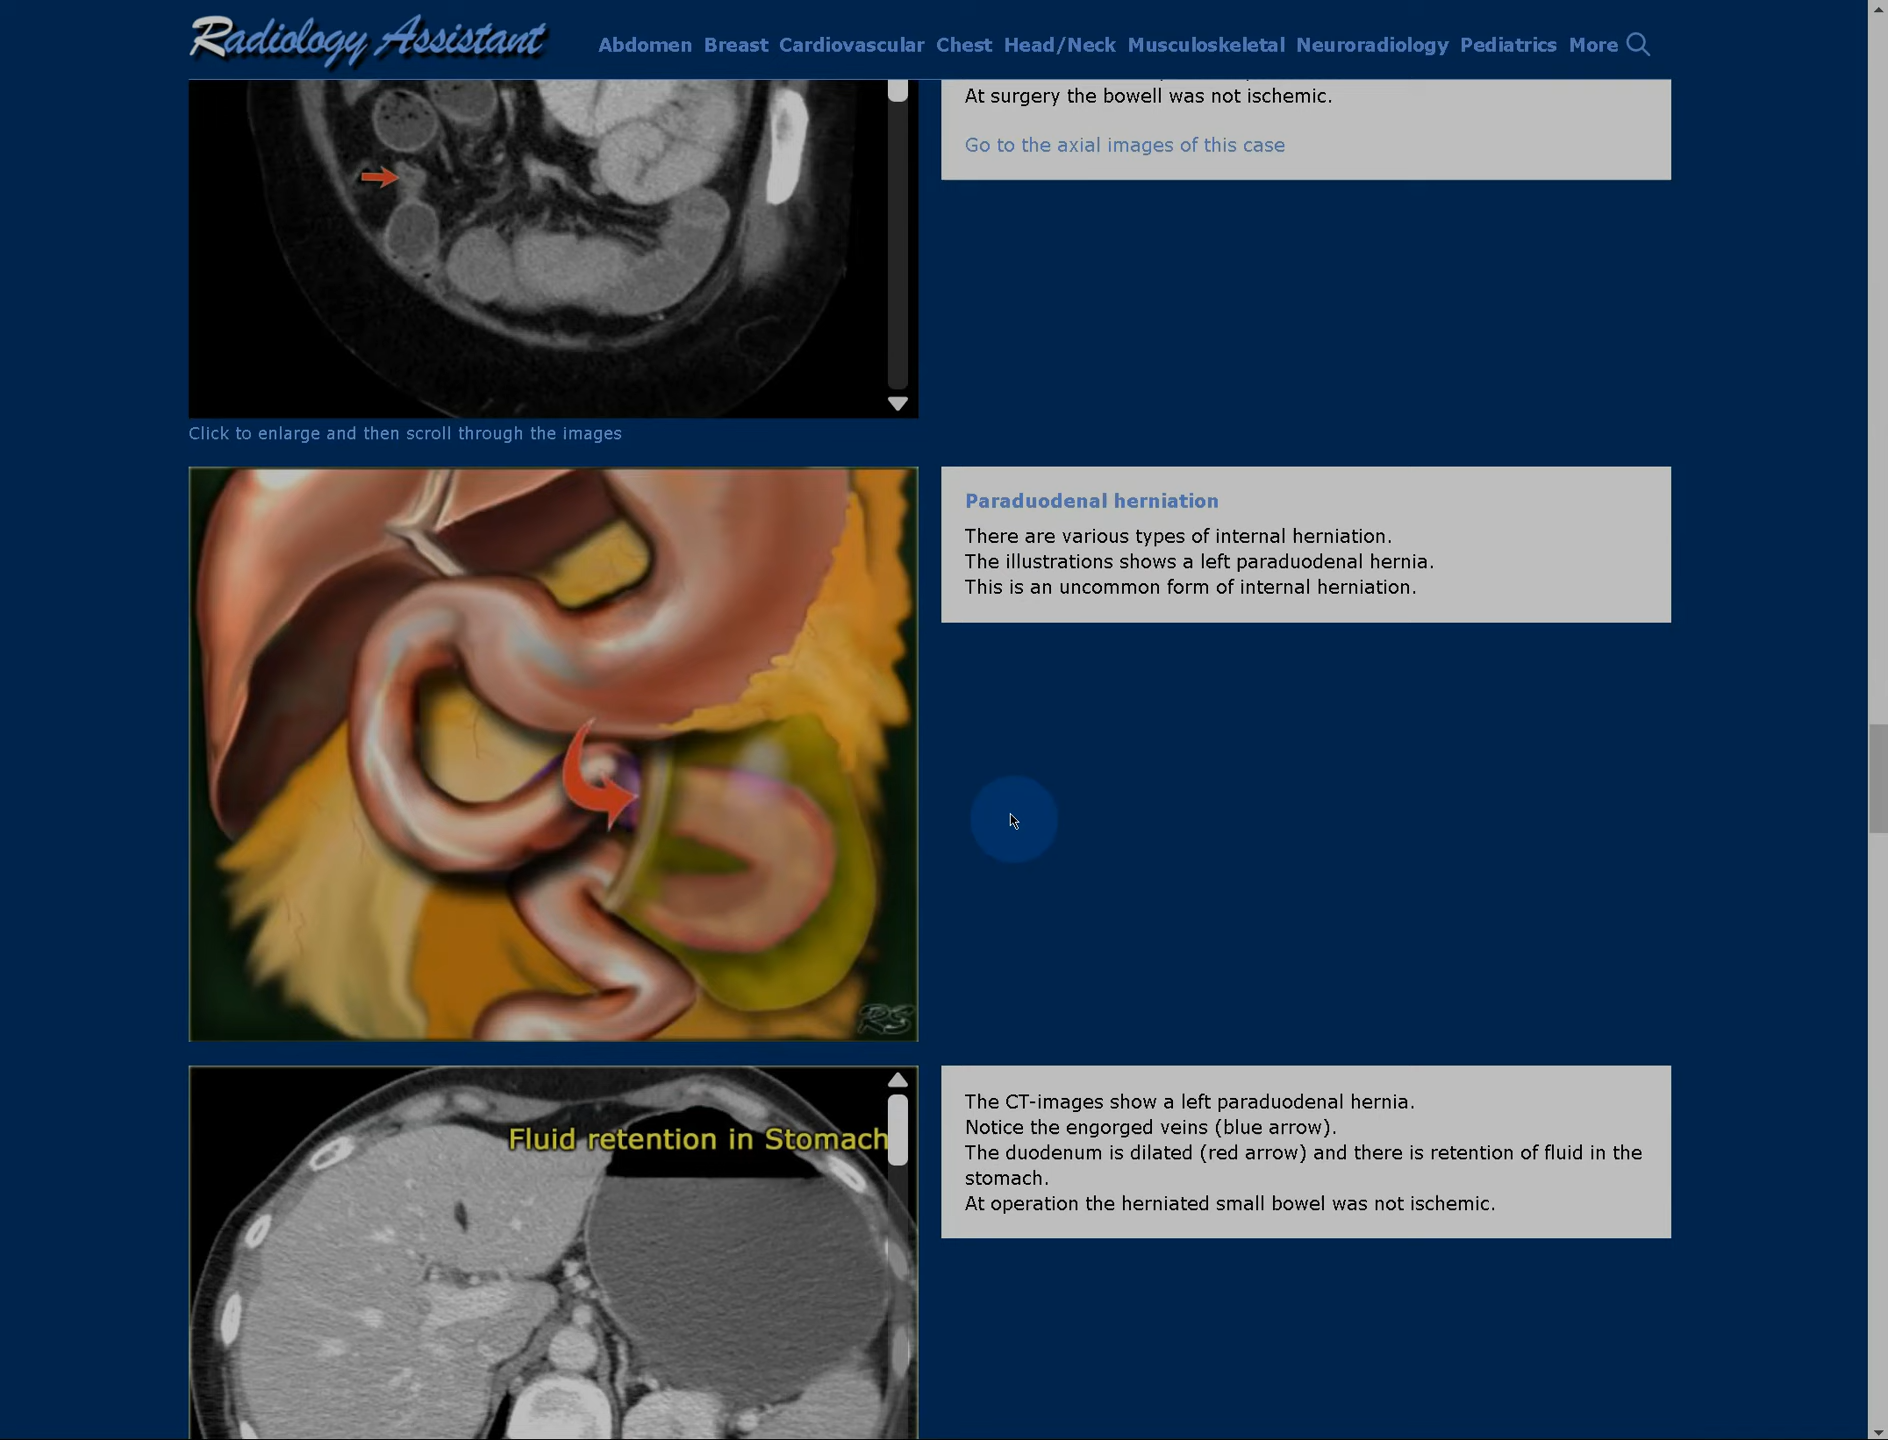 Radiology Assistant
Abdomen Breast Cardiovascular Chest Head/Neck Musculoskeletal Neuroradiology Pediatrics More
At surgery the bowell was not ischemic.
Go to the axial images of this case
Click to enlarge and then scroll through the images
Paraduodenal herniation
There are various types of internal herniation.
The illustrations shows a left paraduodenal hernia.
This is an uncommon form of internal herniation.
RS
Fluid retention in Stomach
The CT-images show a left paraduodenal hernia.
Notice the engorged veins (blue arrow).
The duodenum is dilated (red arrow) and there is retention of fluid in the
stomach.
At operation the herniated small bowel was not ischemic.